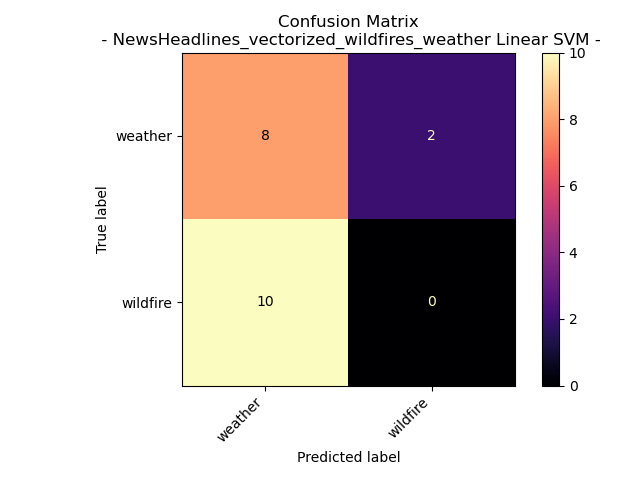 Confusion Matrix
- NewsHeadlines_vectorized_wildfires_weather Linear SVM -
10
8
6
4
2
0
True label
weather
8
2
wildfire
10
0
weather
wildfire
Predicted label